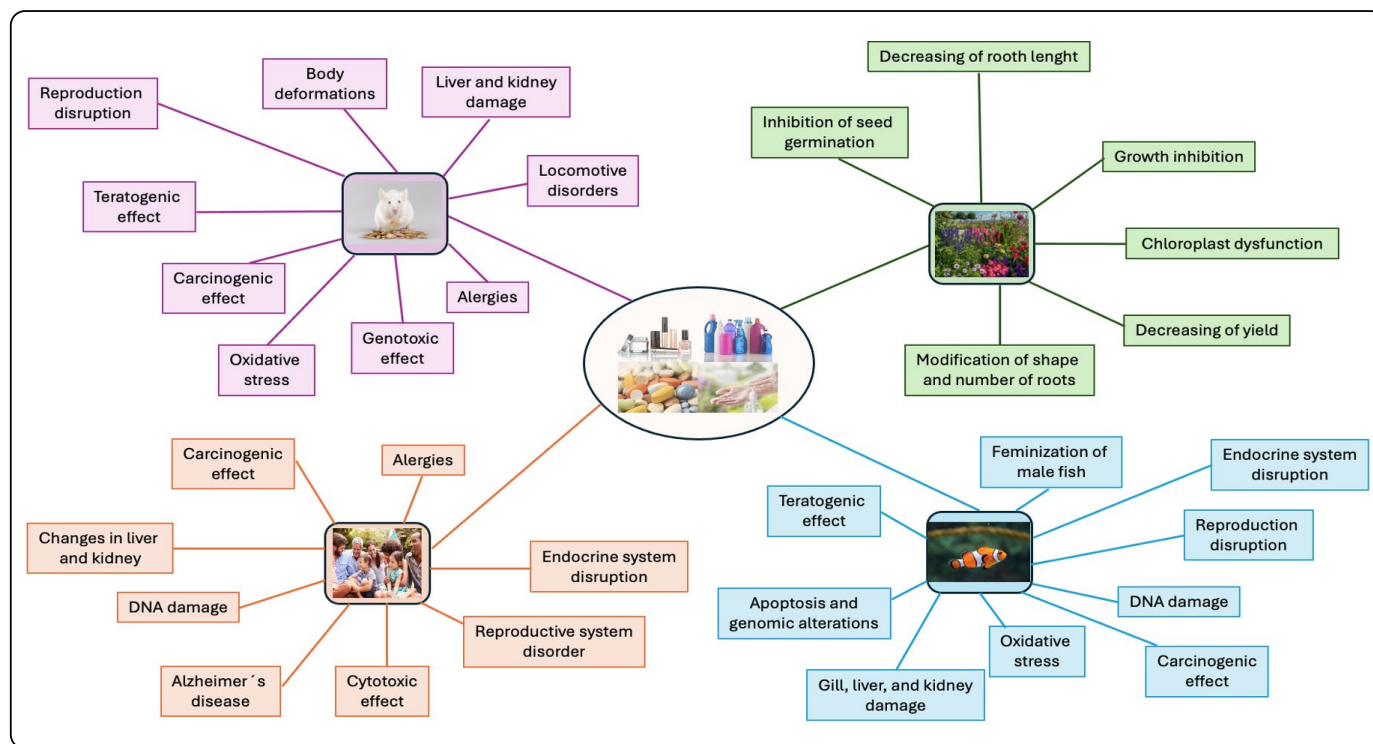 Reproduction
disruption
Body
deformations
Liver and kidney
damage
Locomotive
disorders
Teratogenic
effect
Carcinogenic
effect
Alergies
Oxidative
stress
Genotoxic
effect
Decreasing of rooth lenght
Inhibition of seed
germination
Growth inhibition
Chloroplast dysfunction
Decreasing of yield
Modification of shape
and number of roots
Carcinogenic
effect
Alergies
Changes in liver
and kidney
Endocrine system
disruption
DNA damage
Reproductive system
disorder
Alzheimer´s
disease
Cytotoxic
effect
Feminization of
male fish
Endocrine system
disruption
Teratogenic
effect
Reproduction
disruption
Apoptosis and
genomic alterations
DNA damage
Oxidative
stress
Carcinogenic
effect
Gill, liver, and kidney
damage